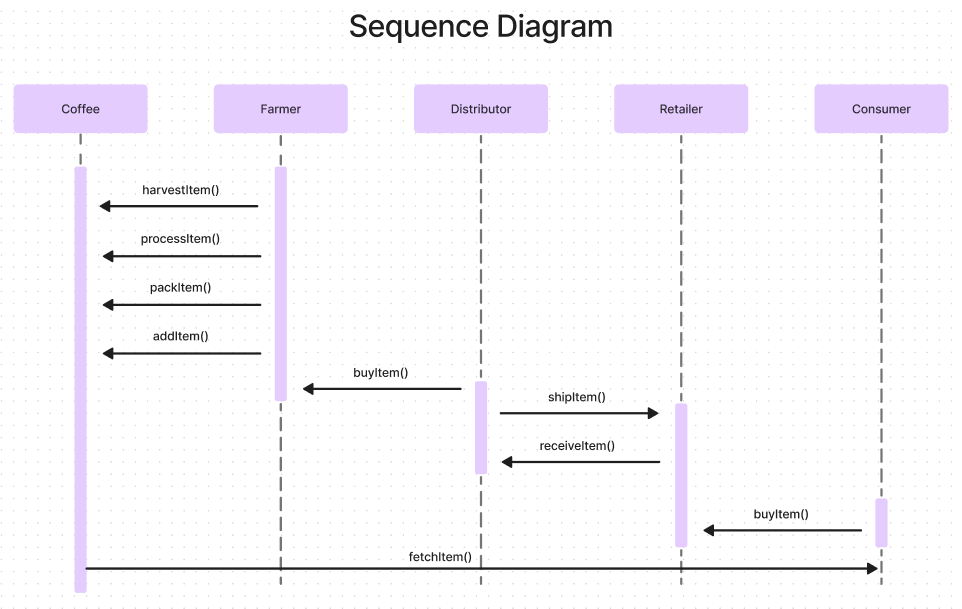 Sequence Diagram
Coffee
Farmer
Distributor
Retailer
Consumer
harvestItem()
processItem()
packItem()
addItem()
buyItem()
shipItem()
receiveItem()
buyItem()
fetchItem()